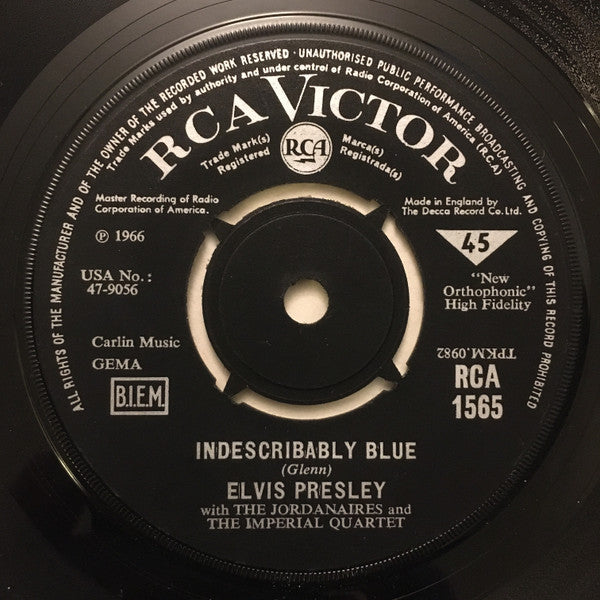 ALL RIGHTS OF THE MANUFACTURER AND OF THE OWNER OF THE RECORDED WORK RESERVED · UNAUTHORISED PUBLIC PERFORMANCE BROADCASTING AND COPYING OF THIS RECORD PROHIBITED
Trade Marks used by authority and under control of Radio Corporation of America (R.C.A)
RCA VICTOR
Trade Mark(s)
Registered
RCA
Marca(s)
Registrada(s)
Master Recording of Radio
Corporation of America.
Made in England by
The Decca Record Co. Ltd.
℗ 1966
45
USA No.:
47-9056
"New
Orthophonic"
High Fidelity
Carlin Music
GEMA
TPKM.0982
B.I.E.M.
RCA
1565
INDESCRIBABLY BLUE
(Glenn)
ELVIS PRESLEY
with THE JORDANAIRES and
THE IMPERIAL QUARTET